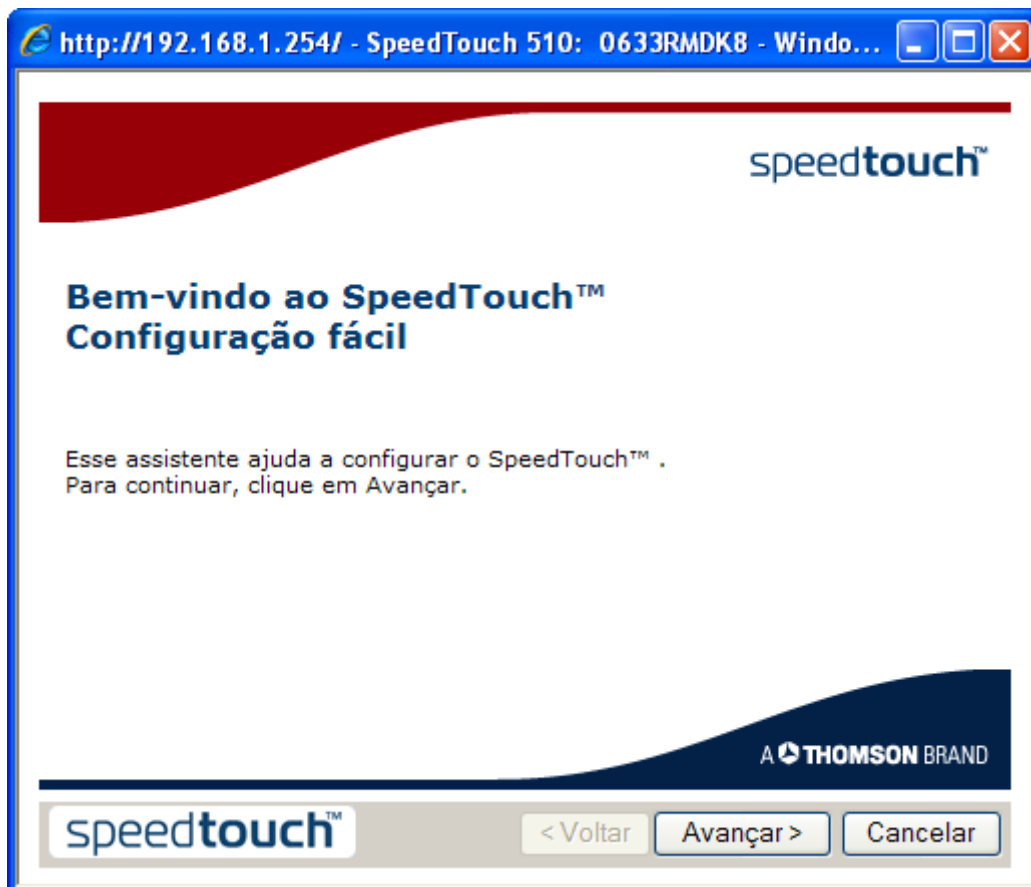 http://192.168.1.254/ - SpeedTouch 510: 0633RMDK8 - Windo...
speedtouch™
Bem-vindo ao SpeedTouch™
Configuração fácil
Esse assistente ajuda a configurar o SpeedTouch™ .
Para continuar, clique em Avançar.
A THOMSON BRAND
speedtouch™
< Voltar
Avançar >
Cancelar